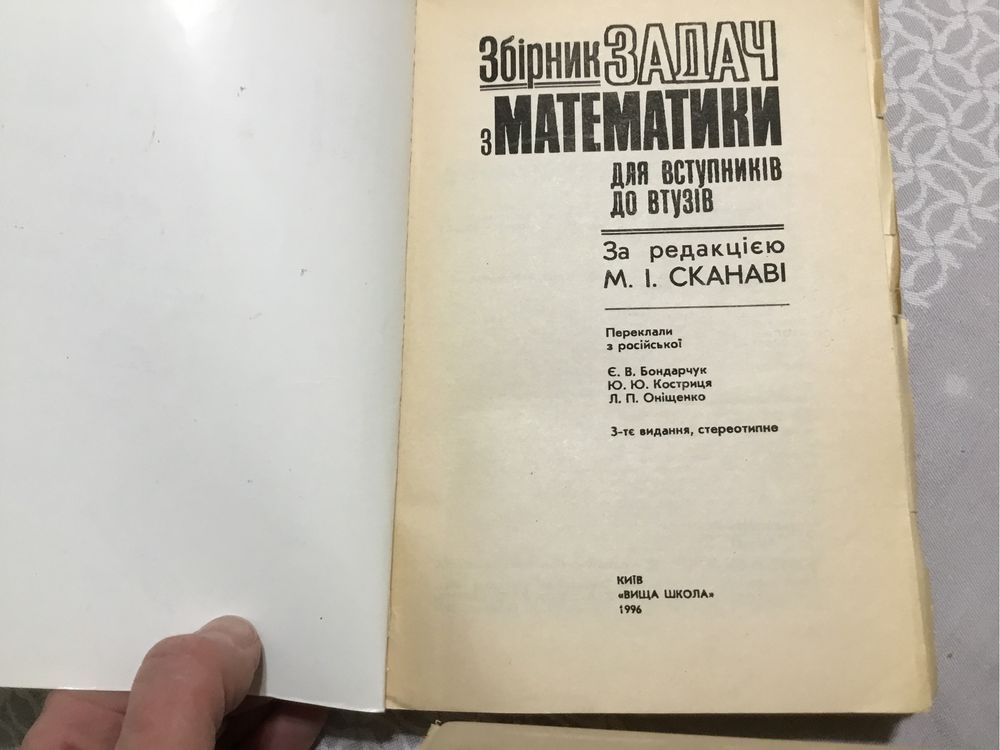 Збірник ЗАДАЧ
з МАТЕМАТИКИ
ДЛЯ ВСТУПНИКІВ
ДО ВТУЗІВ
За редакцією
М. І. СКАНАВІ
Переклали
з російської
Є. В. Бондарчук
Ю. Ю. Костриця
Л. П. Оніщенко
3-тє видання, стереотипне
КИЇВ
«ВИЩА ШКОЛА»
1996